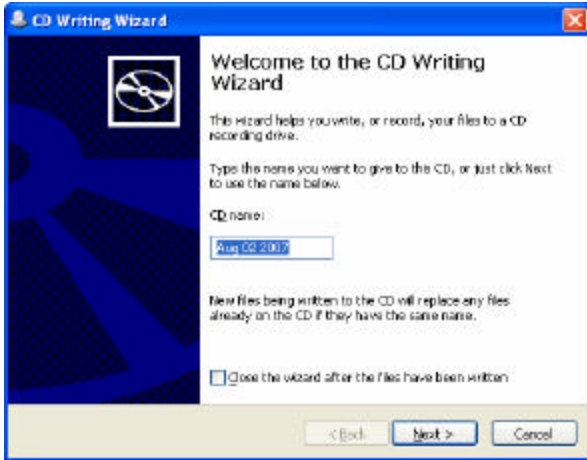 CD Writing Wizard
Welcome to the CD Writing
Wizard
This wizard helps you write, or record, your files to a CD
recording drive.
Type the name you want to give to this CD, or just click Next
to use the name below.
CD name:
Aug 02 2007
New files being written to the CD will replace any files
already on the CD if they have the same name.
Close the wizard after the files have been written
< Back
Next >
Cancel